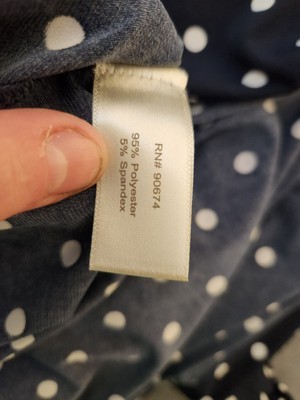 RN# 90674
95% Polyester
5% Spandex